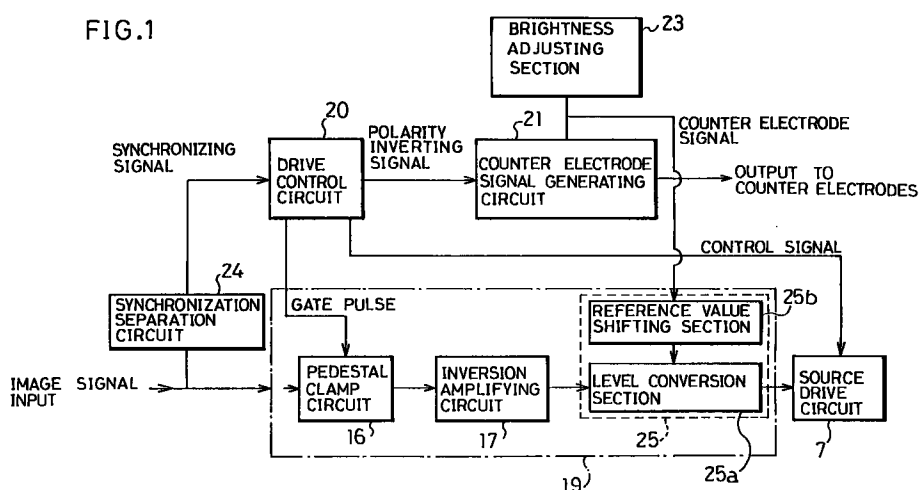 FIG.1
BRIGHTNESS
ADJUSTING
SECTION
23
20
POLARITY
INVERTING
SIGNAL
21
COUNTER ELECTRODE
SIGNAL
SYNCHRONIZING
SIGNAL
DRIVE
CONTROL
CIRCUIT
COUNTER ELECTRODE
SIGNAL GENERATING
CIRCUIT
OUTPUT TO
COUNTER ELECTRODES
CONTROL SIGNAL
24
SYNCHRONIZATION
SEPARATION
CIRCUIT
GATE PULSE
25b
REFERENCE VALUE
SHIFTING SECTION
IMAGE SIGNAL
INPUT
PEDESTAL
CLAMP
CIRCUIT
INVERSION
AMPLIFYING
CIRCUIT
LEVEL CONVERSION
SECTION
SOURCE
DRIVE
CIRCUIT
16
17
25
25a
7
19